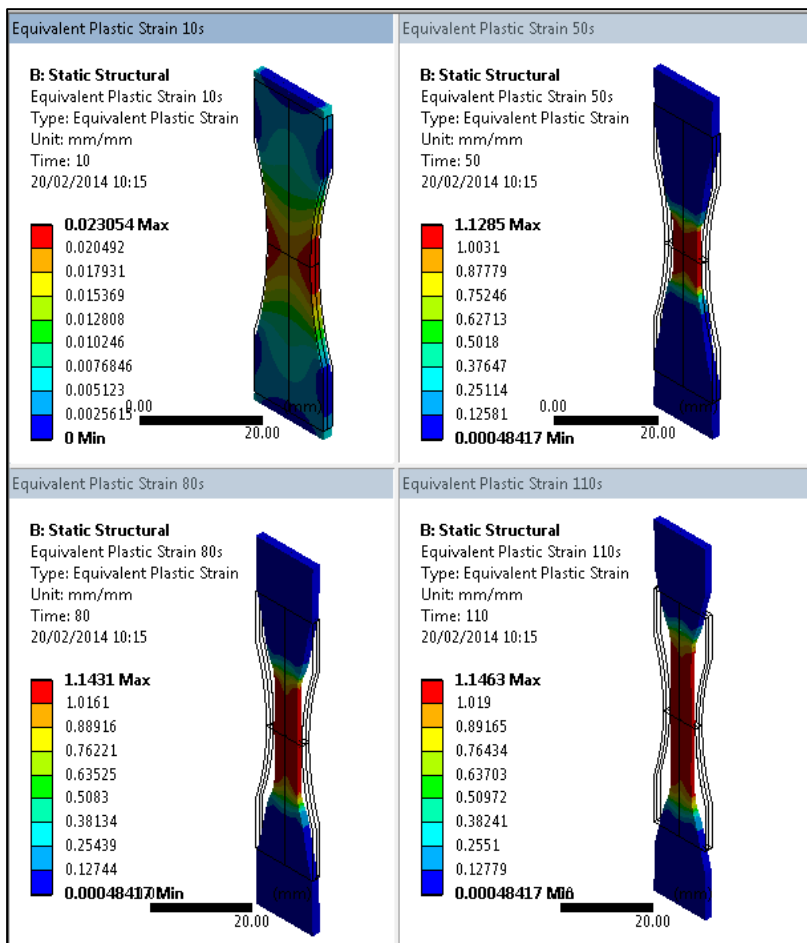 Equivalent Plastic Strain 10s
B: Static Structural
Equivalent Plastic Strain 10s
Type: Equivalent Plastic Strain
Unit: mm/mm
Time: 10
20/02/2014 10:15
0.023054 Max
0.020492
0.017931
0.015369
0.012808
0.010246
0.0076846
0.005123
0.0025615
0 Min
0.00
(mm)
20.00
Equivalent Plastic Strain 50s
B: Static Structural
Equivalent Plastic Strain 50s
Type: Equivalent Plastic Strain
Unit: mm/mm
Time: 50
20/02/2014 10:15
1.1285 Max
1.0031
0.87779
0.75246
0.62713
0.5018
0.37647
0.25114
0.12581
0.00048417 Min
0.00
(mm)
20.00
Equivalent Plastic Strain 80s
B: Static Structural
Equivalent Plastic Strain 80s
Type: Equivalent Plastic Strain
Unit: mm/mm
Time: 80
20/02/2014 10:15
1.1431 Max
1.0161
0.88916
0.76221
0.63525
0.5083
0.38134
0.25439
0.12744
0.00048417 Min
(mm)
20.00
Equivalent Plastic Strain 110s
B: Static Structural
Equivalent Plastic Strain 110s
Type: Equivalent Plastic Strain
Unit: mm/mm
Time: 110
20/02/2014 10:15
1.1463 Max
1.019
0.89165
0.76434
0.63703
0.50972
0.38241
0.2551
0.12779
0.00048417 Min
(mm)
20.00